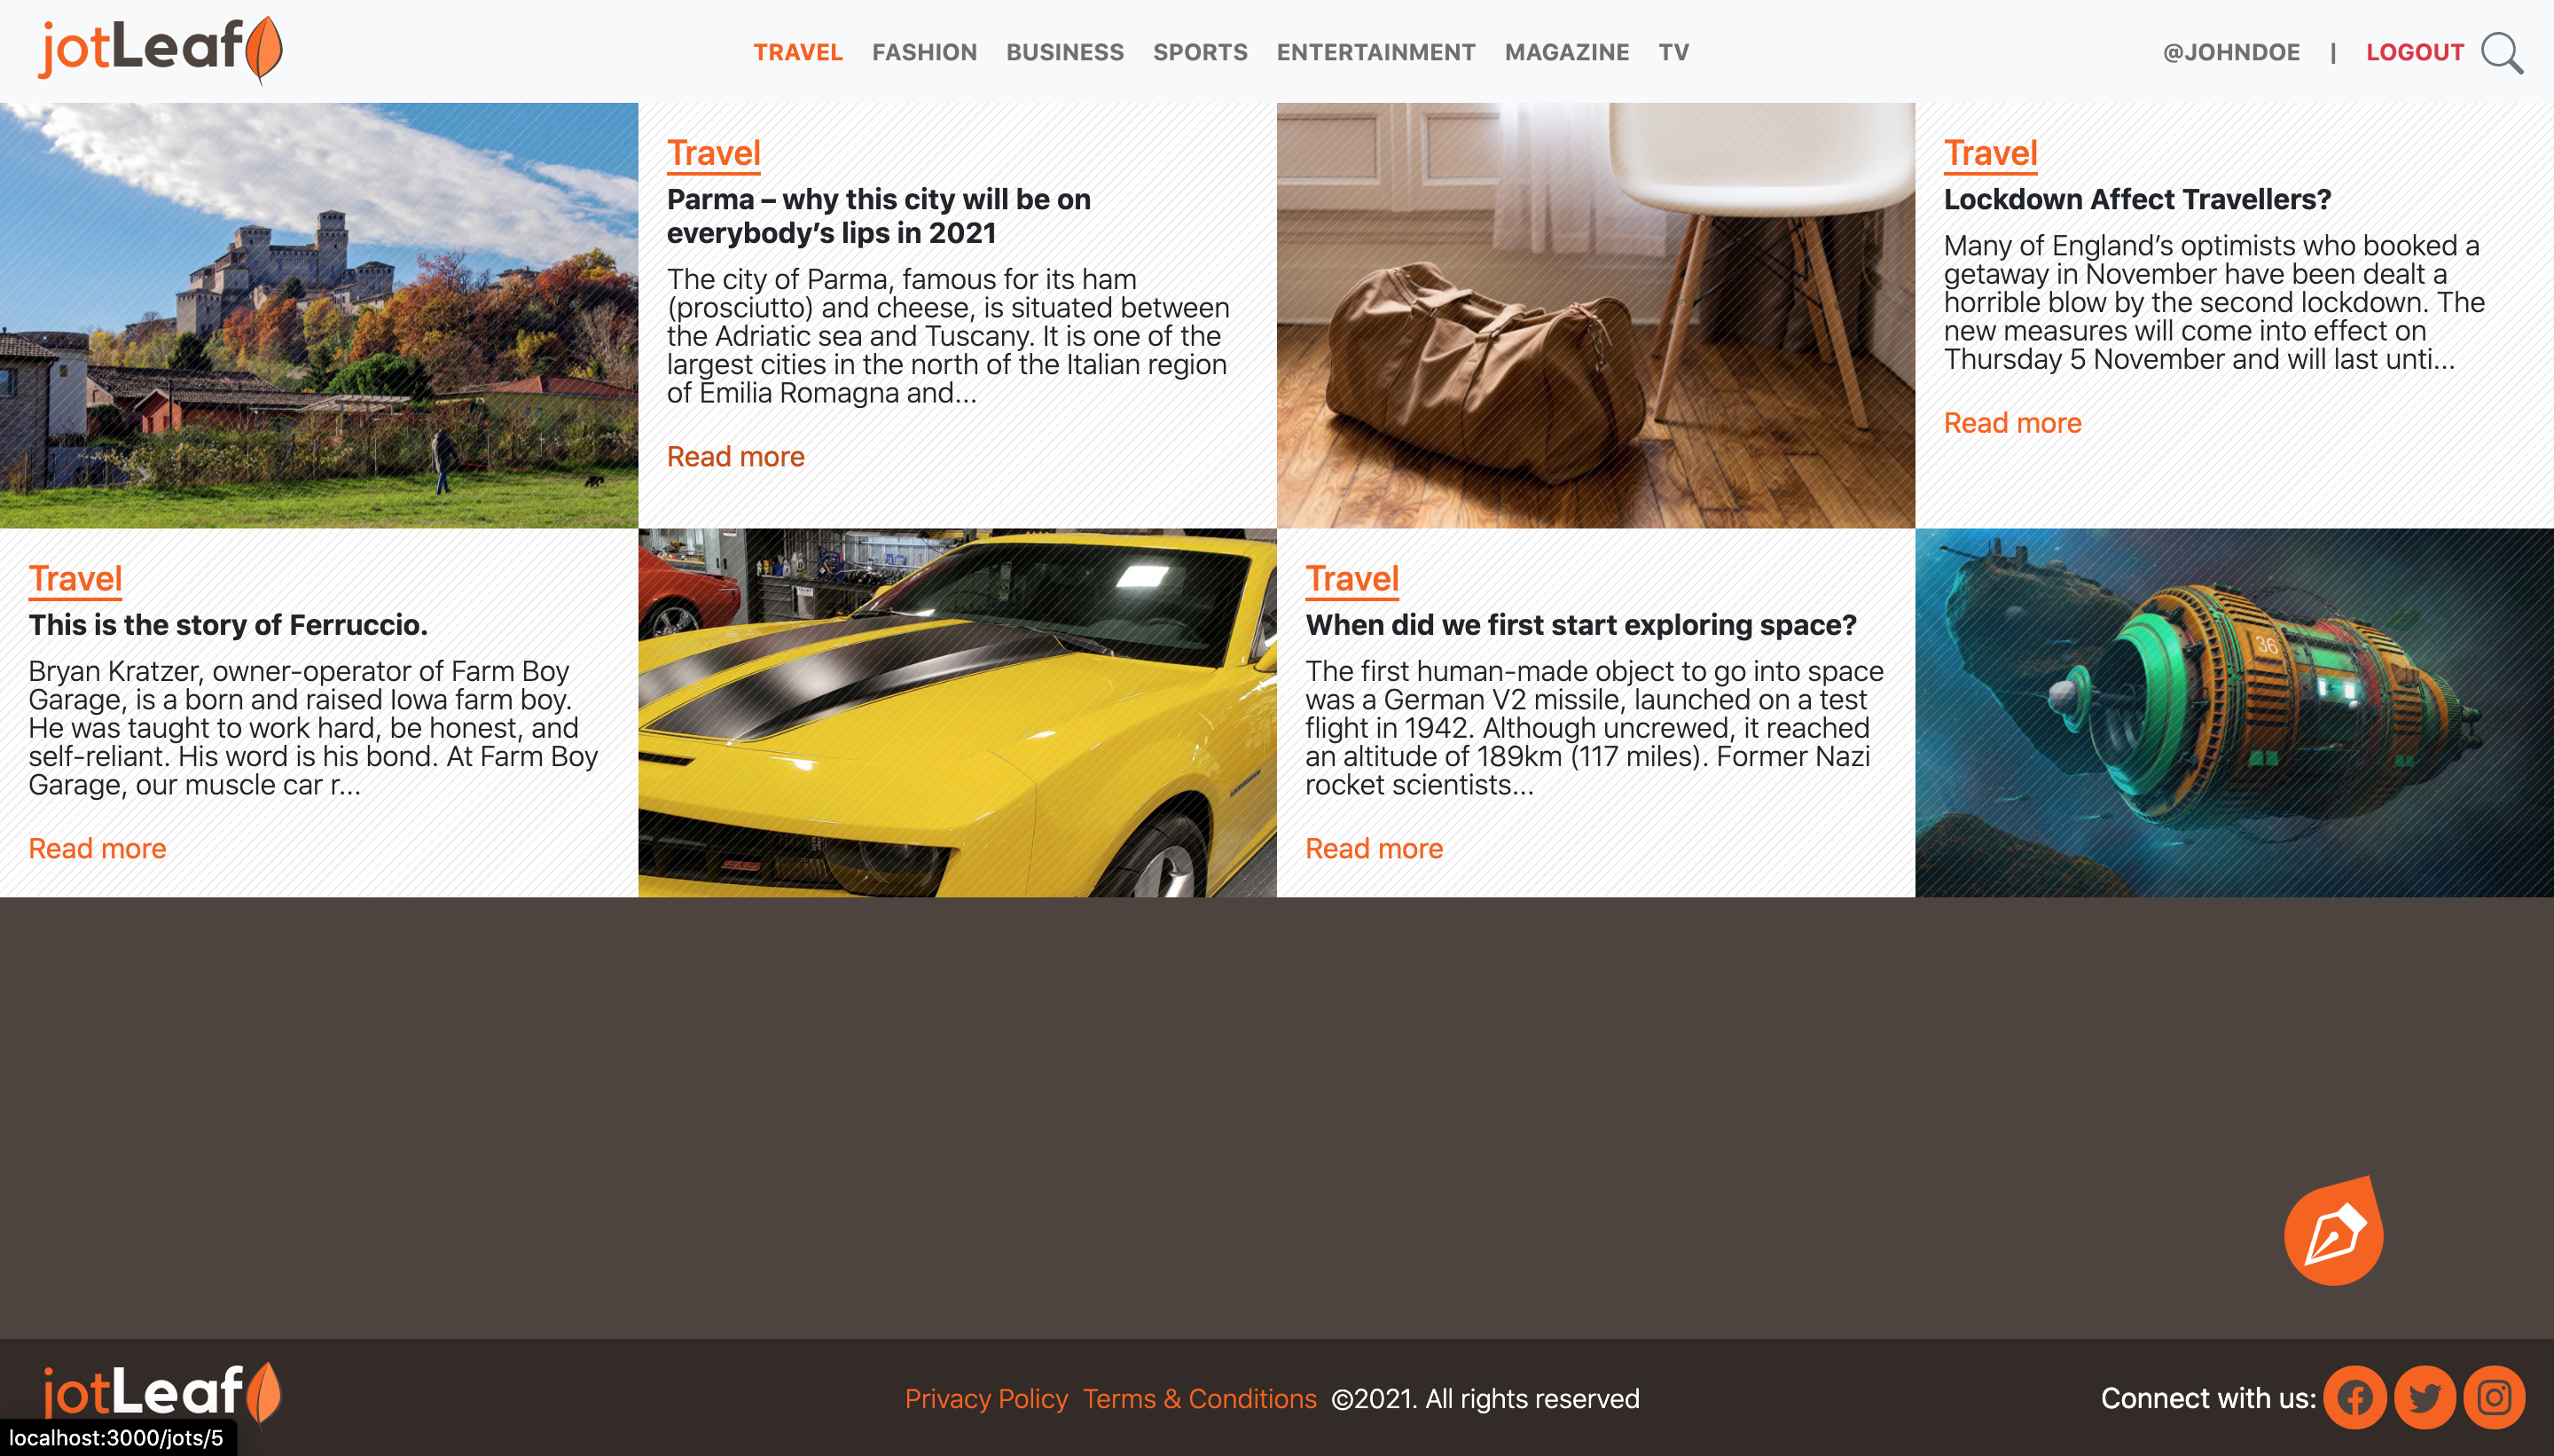 jotLeaf
TRAVEL FASHION BUSINESS SPORTS ENTERTAINMENT MAGAZINE TV
@JOHNDOE | LOGOUT
Travel
Parma – why this city will be on
everybody’s lips in 2021
The city of Parma, famous for its ham
(prosciutto) and cheese, is situated between
the Adriatic sea and Tuscany. It is one of the
largest cities in the north of the Italian region
of Emilia Romagna and...
Read more
Travel
Lockdown Affect Travellers?
Many of England’s optimists who booked a
getaway in November have been dealt a
horrible blow by the second lockdown. The
new measures will come into effect on
Thursday 5 November and will last unti...
Read more
Travel
This is the story of Ferruccio.
Bryan Kratzer, owner-operator of Farm Boy
Garage, is a born and raised Iowa farm boy.
He was taught to work hard, be honest, and
self-reliant. His word is his bond. At Farm Boy
Garage, our muscle car r...
Read more
SS
Travel
When did we first start exploring space?
The first human-made object to go into space
was a German V2 missile, launched on a test
flight in 1942. Although uncrewed, it reached
an altitude of 189km (117 miles). Former Nazi
rocket scientists...
Read more
36
jotLeaf
Privacy Policy Terms & Conditions ©2021. All rights reserved
Connect with us:
localhost:3000/jots/5